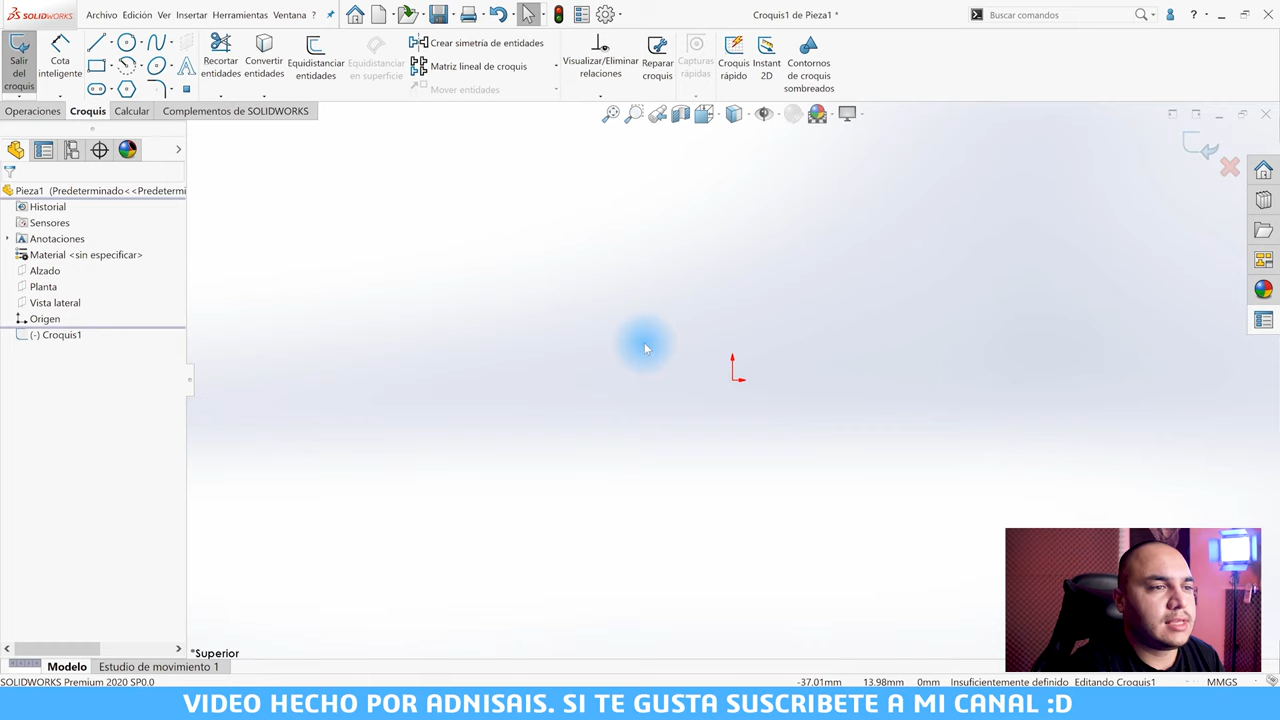 SOLIDWORKS
Archivo Edición Ver Insertar Herramientas Ventana ?
Croquis1 de Pieza1 *
Buscar comandos
?
Salir del croquis
Cota inteligente
Recortar entidades
Convertir entidades
Equidistanciar entidades
Equidistanciar en superficie
Crear simetría de entidades
Matriz lineal de croquis
Mover entidades
Visualizar/Eliminar relaciones
Reparar croquis
Capturas rápidas
Croquis rápido
Instant 2D
Contornos de croquis sombreados
Operaciones Croquis Calcular Complementos de SOLIDWORKS
Pieza1 (Predeterminado<<Predetermi
Historial
Sensores
Anotaciones
Material <sin especificar>
Alzado
Planta
Vista lateral
Origen
(-) Croquis1
*Superior
Modelo Estudio de movimiento 1
SOLIDWORKS Premium 2020 SP0.0 -37.01mm 13.98mm 0mm Insuficientemente definido Editando Croquis1 MMGS
VIDEO HECHO POR ADNISAIS. SI TE GUSTA SUSCRIBETE A MI CANAL :D